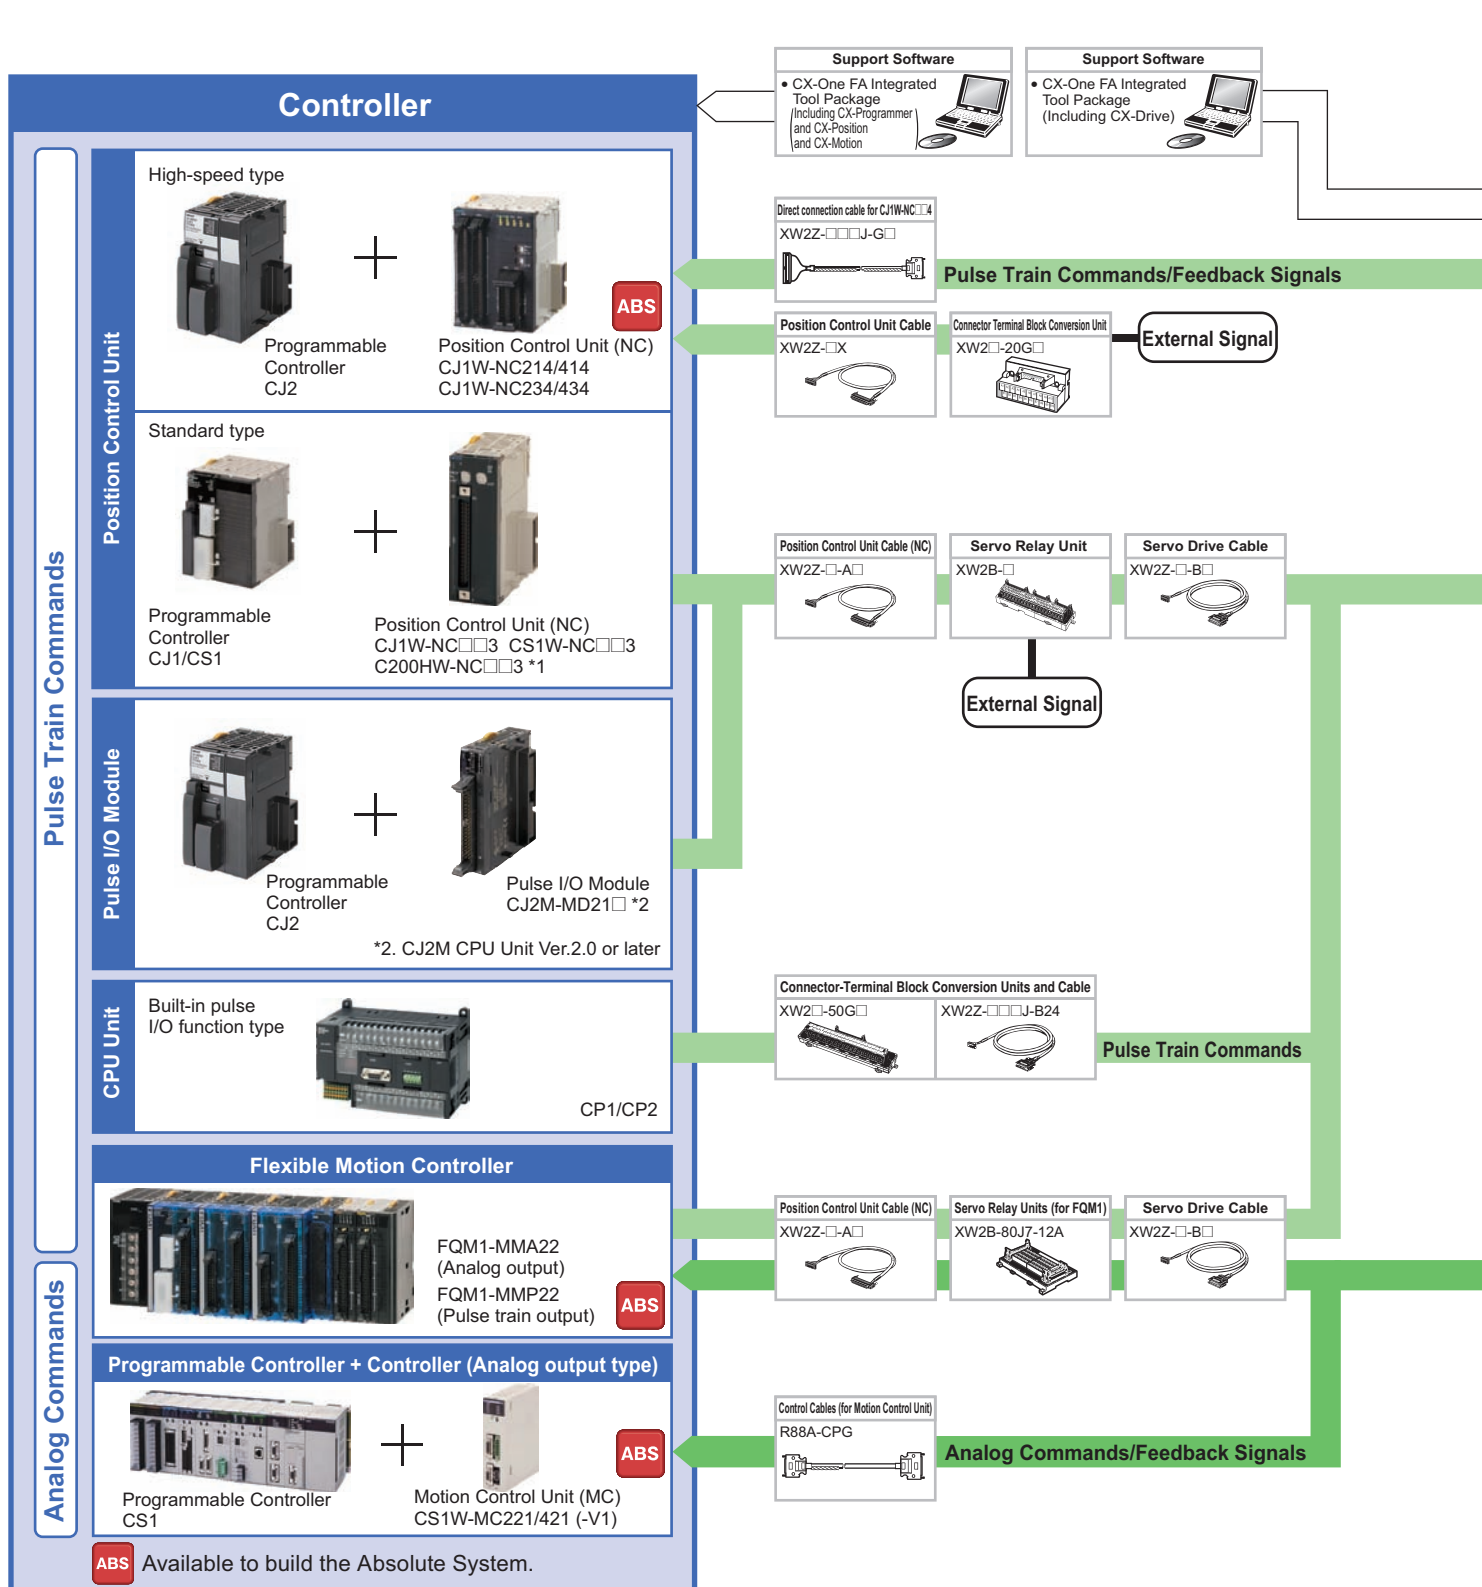 Support Software
• CX-One FA Integrated
Tool Package
(Including CX-Programmer
and CX-Position
and CX-Motion)
Support Software
• CX-One FA Integrated
Tool Package
(Including CX-Drive)
Controller
Pulse Train Commands
Analog Commands
Position Control Unit
High-speed type
Programmable
Controller
CJ2
ABS
Position Control Unit (NC)
CJ1W-NC214/414
CJ1W-NC234/434
Direct connection cable for CJ1W-NC□□4
XW2Z-□□□J-G□
Pulse Train Commands/Feedback Signals
Position Control Unit Cable
XW2Z-□X
Connector Terminal Block Conversion Unit
XW2□-20G□
External Signal
Standard type
Programmable
Controller
CJ1/CS1
Position Control Unit (NC)
CJ1W-NC□□3 CS1W-NC□□3
C200HW-NC□□3 *1
Position Control Unit Cable (NC)
XW2Z-□-A□
Servo Relay Unit
XW2B-□
Servo Drive Cable
XW2Z-□-B□
External Signal
Pulse I/O Module
Programmable
Controller
CJ2
Pulse I/O Module
CJ2M-MD21□ *2
*2. CJ2M CPU Unit Ver.2.0 or later
CPU Unit
Built-in pulse
I/O function type
CP1/CP2
Connector-Terminal Block Conversion Units and Cable
XW2□-50G□
XW2Z-□□□J-B24
Pulse Train Commands
Flexible Motion Controller
FQM1-MMA22
(Analog output)
FQM1-MMP22
(Pulse train output)
ABS
Position Control Unit Cable (NC)
XW2Z-□-A□
Servo Relay Units (for FQM1)
XW2B-80J7-12A
Servo Drive Cable
XW2Z-□-B□
Programmable Controller + Controller (Analog output type)
Programmable Controller
CS1
Motion Control Unit (MC)
CS1W-MC221/421 (-V1)
ABS
Control Cables (for Motion Control Unit)
R88A-CPG
Analog Commands/Feedback Signals
ABS Available to build the Absolute System.